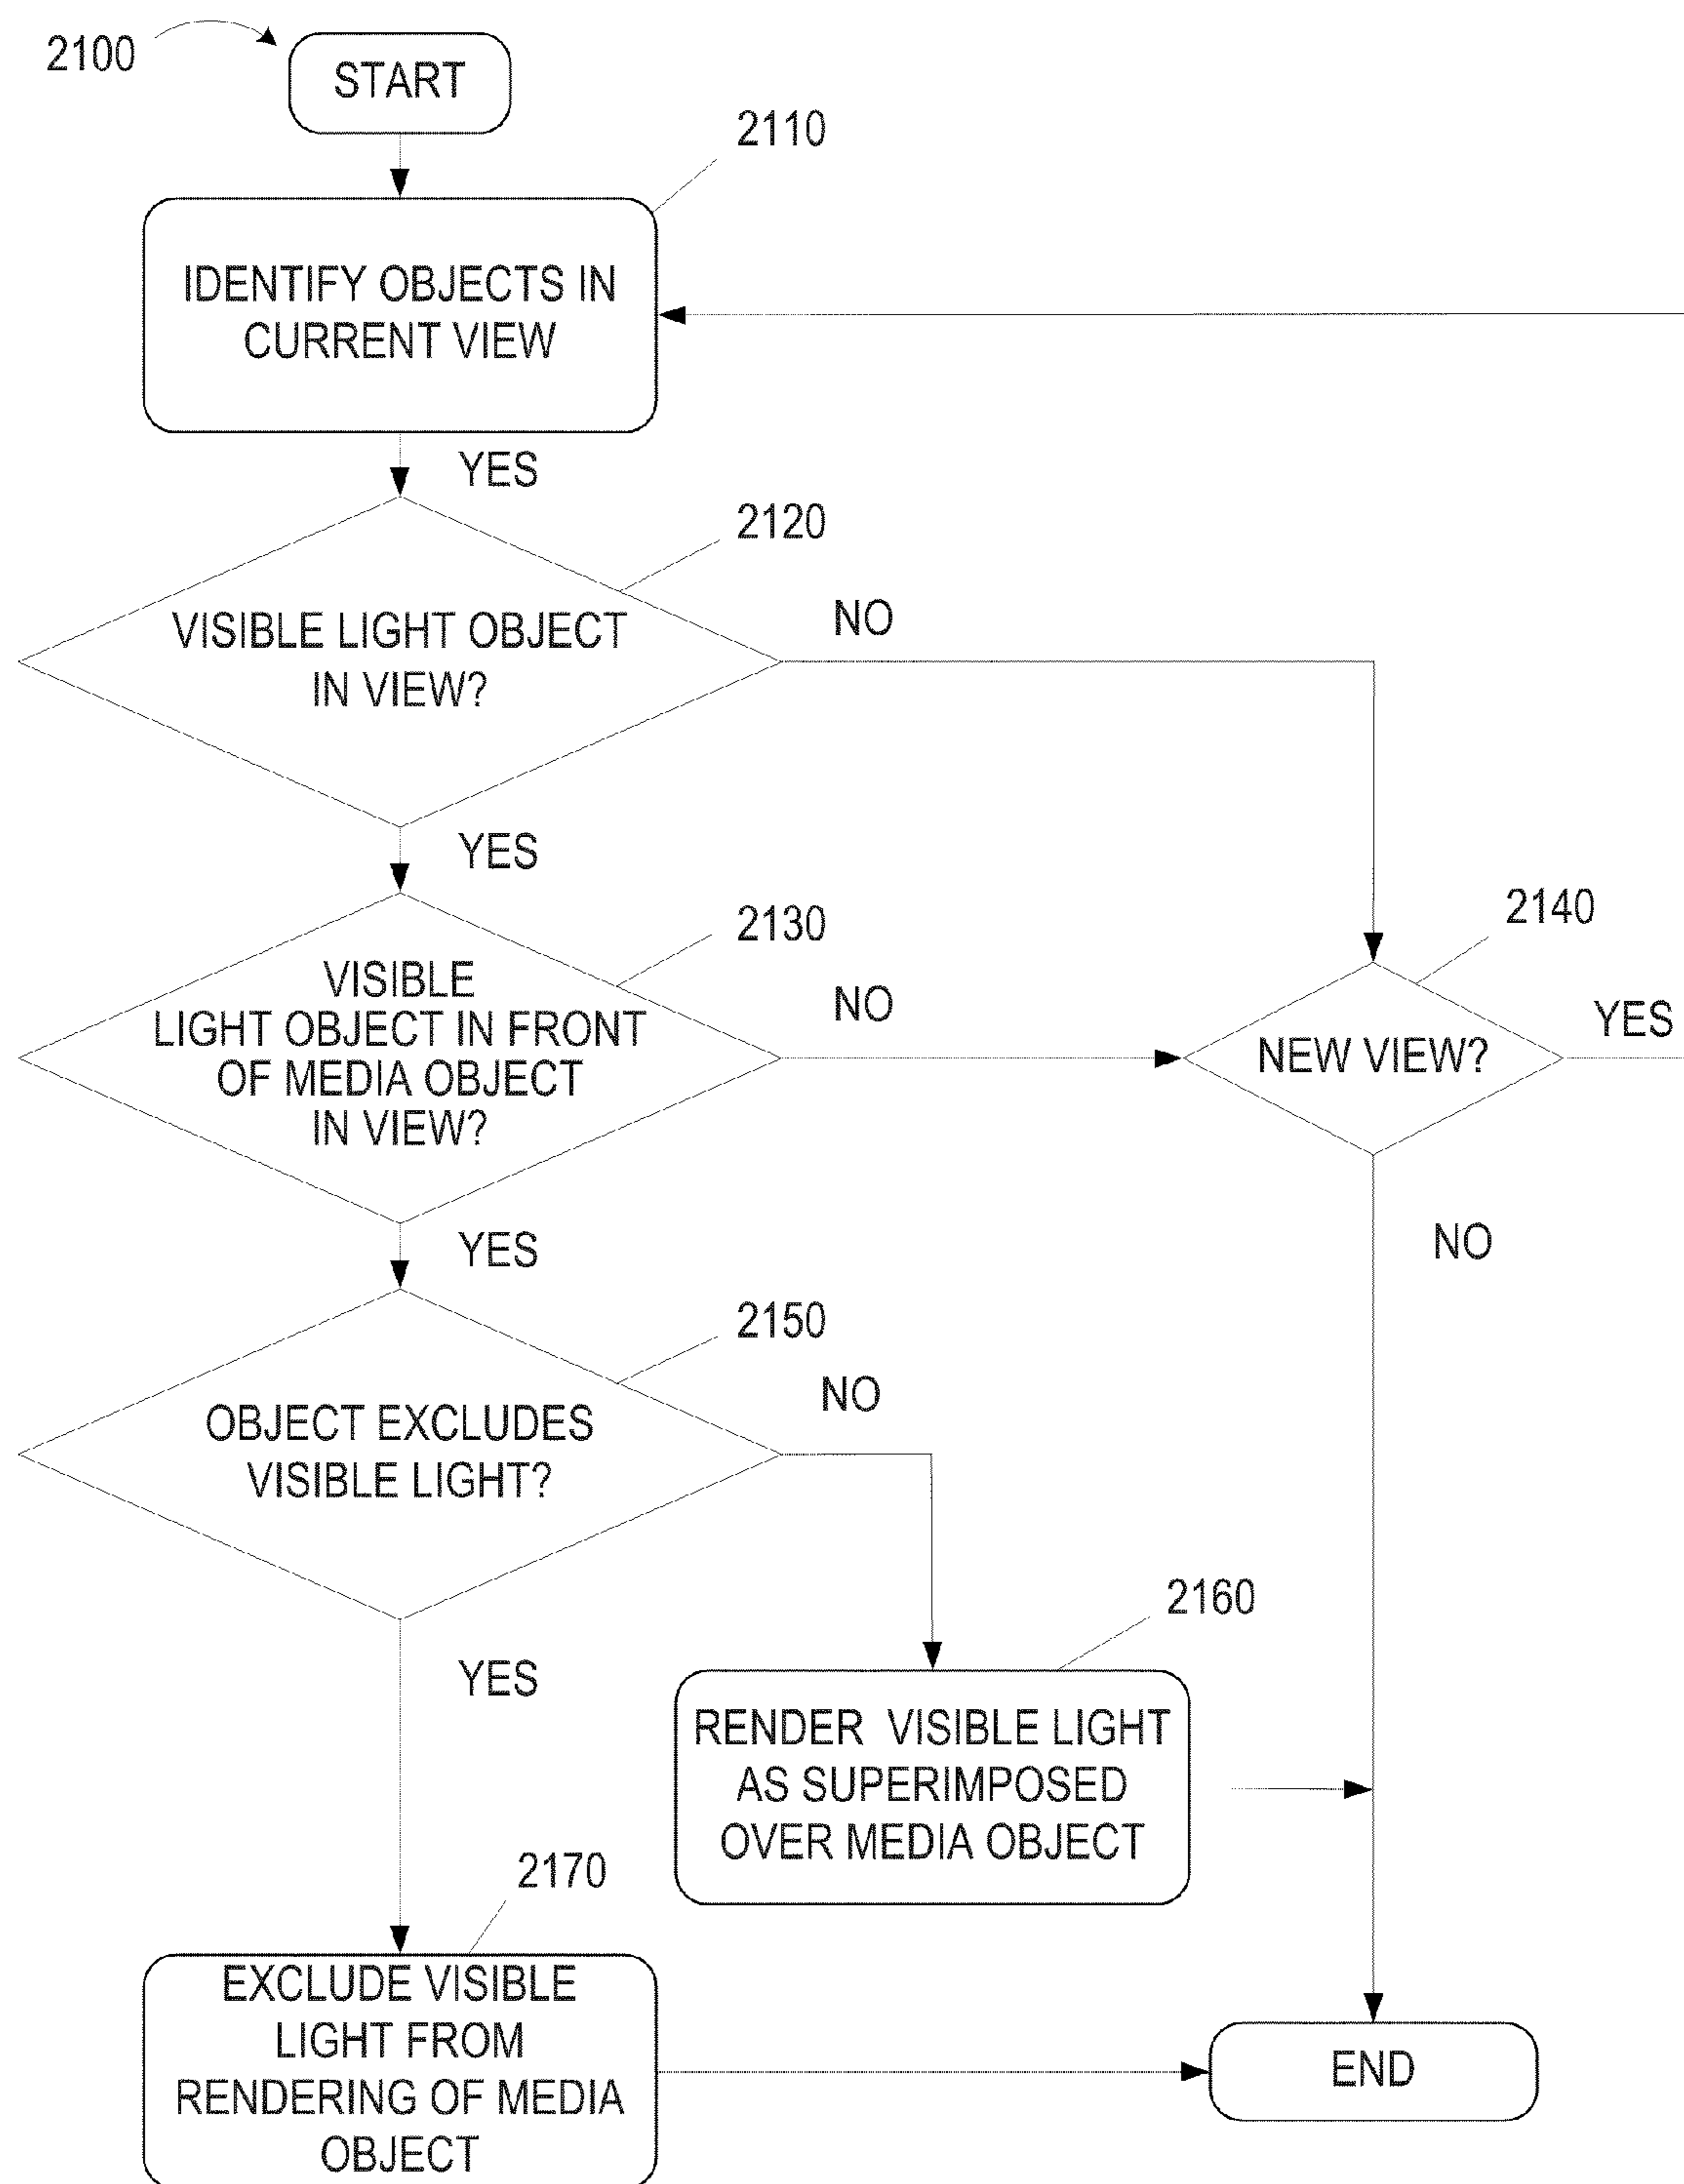 2100
START
2110
IDENTIFY OBJECTS IN
CURRENT VIEW
YES
2120
VISIBLE LIGHT OBJECT
IN VIEW?
NO
YES
2130
VISIBLE
LIGHT OBJECT IN FRONT
OF MEDIA OBJECT
IN VIEW?
NO
2140
NEW VIEW?
YES
NO
YES
2150
OBJECT EXCLUDES
VISIBLE LIGHT?
NO
YES
2160
RENDER VISIBLE LIGHT
AS SUPERIMPOSED
OVER MEDIA OBJECT
2170
EXCLUDE VISIBLE
LIGHT FROM
RENDERING OF MEDIA
OBJECT
END